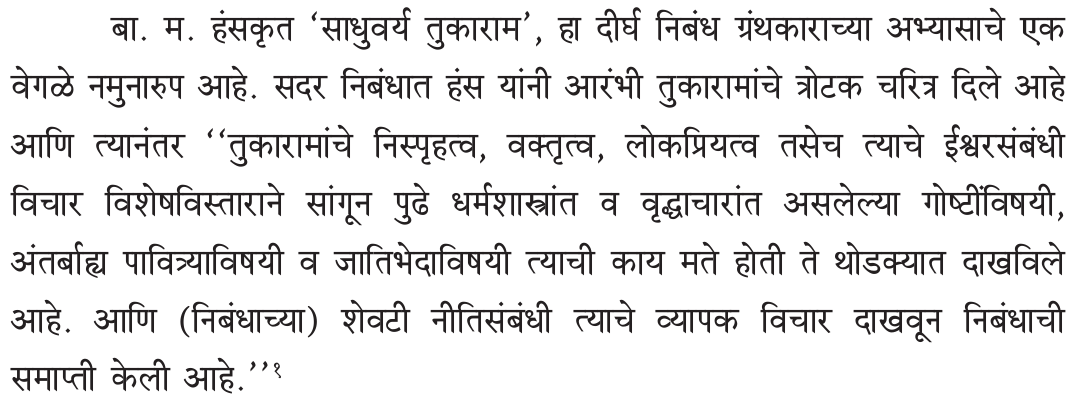 बा. म. हंसकृत ‘साधुवर्य तुकाराम’, हा दीर्घ निबंध ग्रंथकाराच्या अभ्यासाचे एक
वेगळे नमुनारुप आहे. सदर निबंधात हंस यांनी आरंभी तुकारामांचे त्रोटक चरित्र दिले आहे
आणि त्यानंतर ‘‘तुकारामांचे निस्पृहत्व, वक्तृत्व, लोकप्रियत्व तसेच त्याचे ईश्वरसंबंधी
विचार विशेषविस्ताराने सांगून पुढे धर्मशास्त्रांत व वृद्धाचारांत असलेल्या गोष्टींविषयी,
अंतर्बाह्य पावित्र्याविषयी व जातिभेदाविषयी त्याची काय मते होती ते थोडक्यात दाखविले
आहे. आणि (निबंधाच्या) शेवटी नीतिसंबंधी त्याचे व्यापक विचार दाखवून निबंधाची
समाप्ती केली आहे.’’१